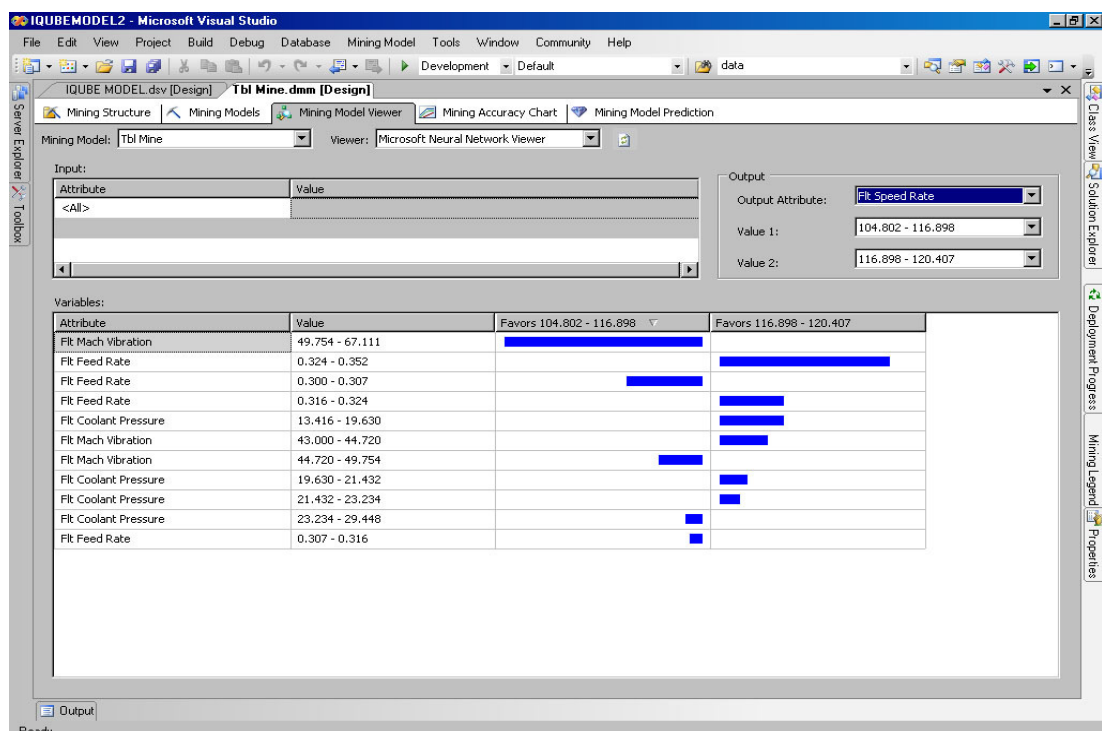 IQUBEMODEL2 - Microsoft Visual Studio
File Edit View Project Build Debug Database Mining Model Tools Window Community Help
Development Default data
IQUBE MODEL.dsv [Design] Tbl Mine.dmm [Design]
Mining Structure Mining Models Mining Model Viewer Mining Accuracy Chart Mining Model Prediction
Mining Model: Tbl Mine Viewer: Microsoft Neural Network Viewer
Input:
Attribute Value
<All>
Output
Output Attribute: Flt Speed Rate
Value 1: 104.802 - 116.898
Value 2: 116.898 - 120.407
Variables:
Attribute Value Favors 104.802 - 116.898 Favors 116.898 - 120.407
Flt Mach Vibration 49.754 - 67.111
Flt Feed Rate 0.324 - 0.352
Flt Feed Rate 0.300 - 0.307
Flt Feed Rate 0.316 - 0.324
Flt Coolant Pressure 13.416 - 19.630
Flt Mach Vibration 43.000 - 44.720
Flt Mach Vibration 44.720 - 49.754
Flt Coolant Pressure 19.630 - 21.432
Flt Coolant Pressure 21.432 - 23.234
Flt Coolant Pressure 23.234 - 29.448
Flt Feed Rate 0.307 - 0.316
Output
Server Explorer
Toolbox
Class View
Solution Explorer
Deployment Progress
Mining Legend
Properties